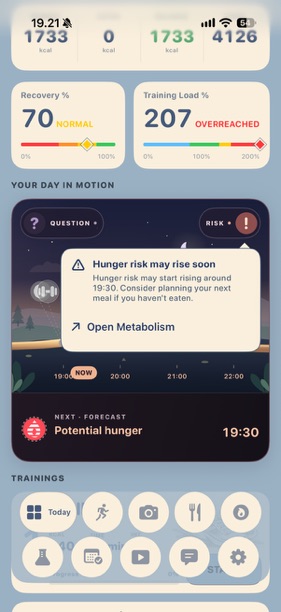 19.21
54
1733
0
1733
4126
kcal
kcal
kcal
kcal
Recovery %
70 NORMAL
0%
100%
Training Load %
207 OVERREACHED
0%
100%
200%
YOUR DAY IN MOTION
? QUESTION •
RISK • !
Hunger risk may rise soon
Hunger risk may start rising around
19:30. Consider planning your next
meal if you haven't eaten.
Open Metabolism
NOW
19:00
20:00
21:00
22:00
NEXT · FORECAST
Potential hunger
19:30
TRAININGS
Today